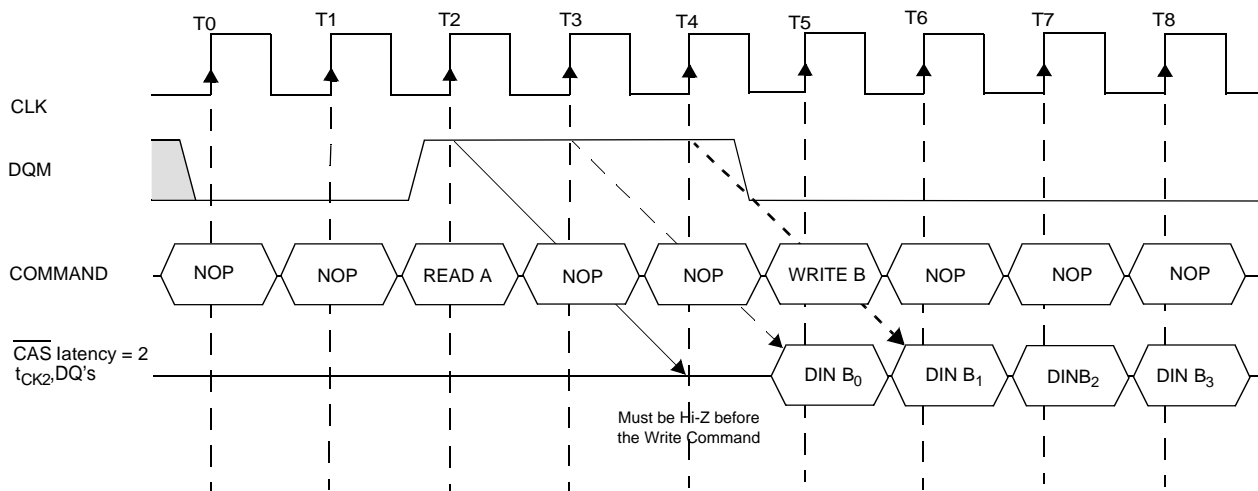 T0 T1 T2 T3 T4 T5 T6 T7 T8
CLK
DQM
COMMAND NOP NOP READ A NOP NOP WRITE B NOP NOP NOP
CAS latency = 2
tCK2,DQ's DIN B0 DIN B1 DINB2 DIN B3
Must be Hi-Z before
the Write Command